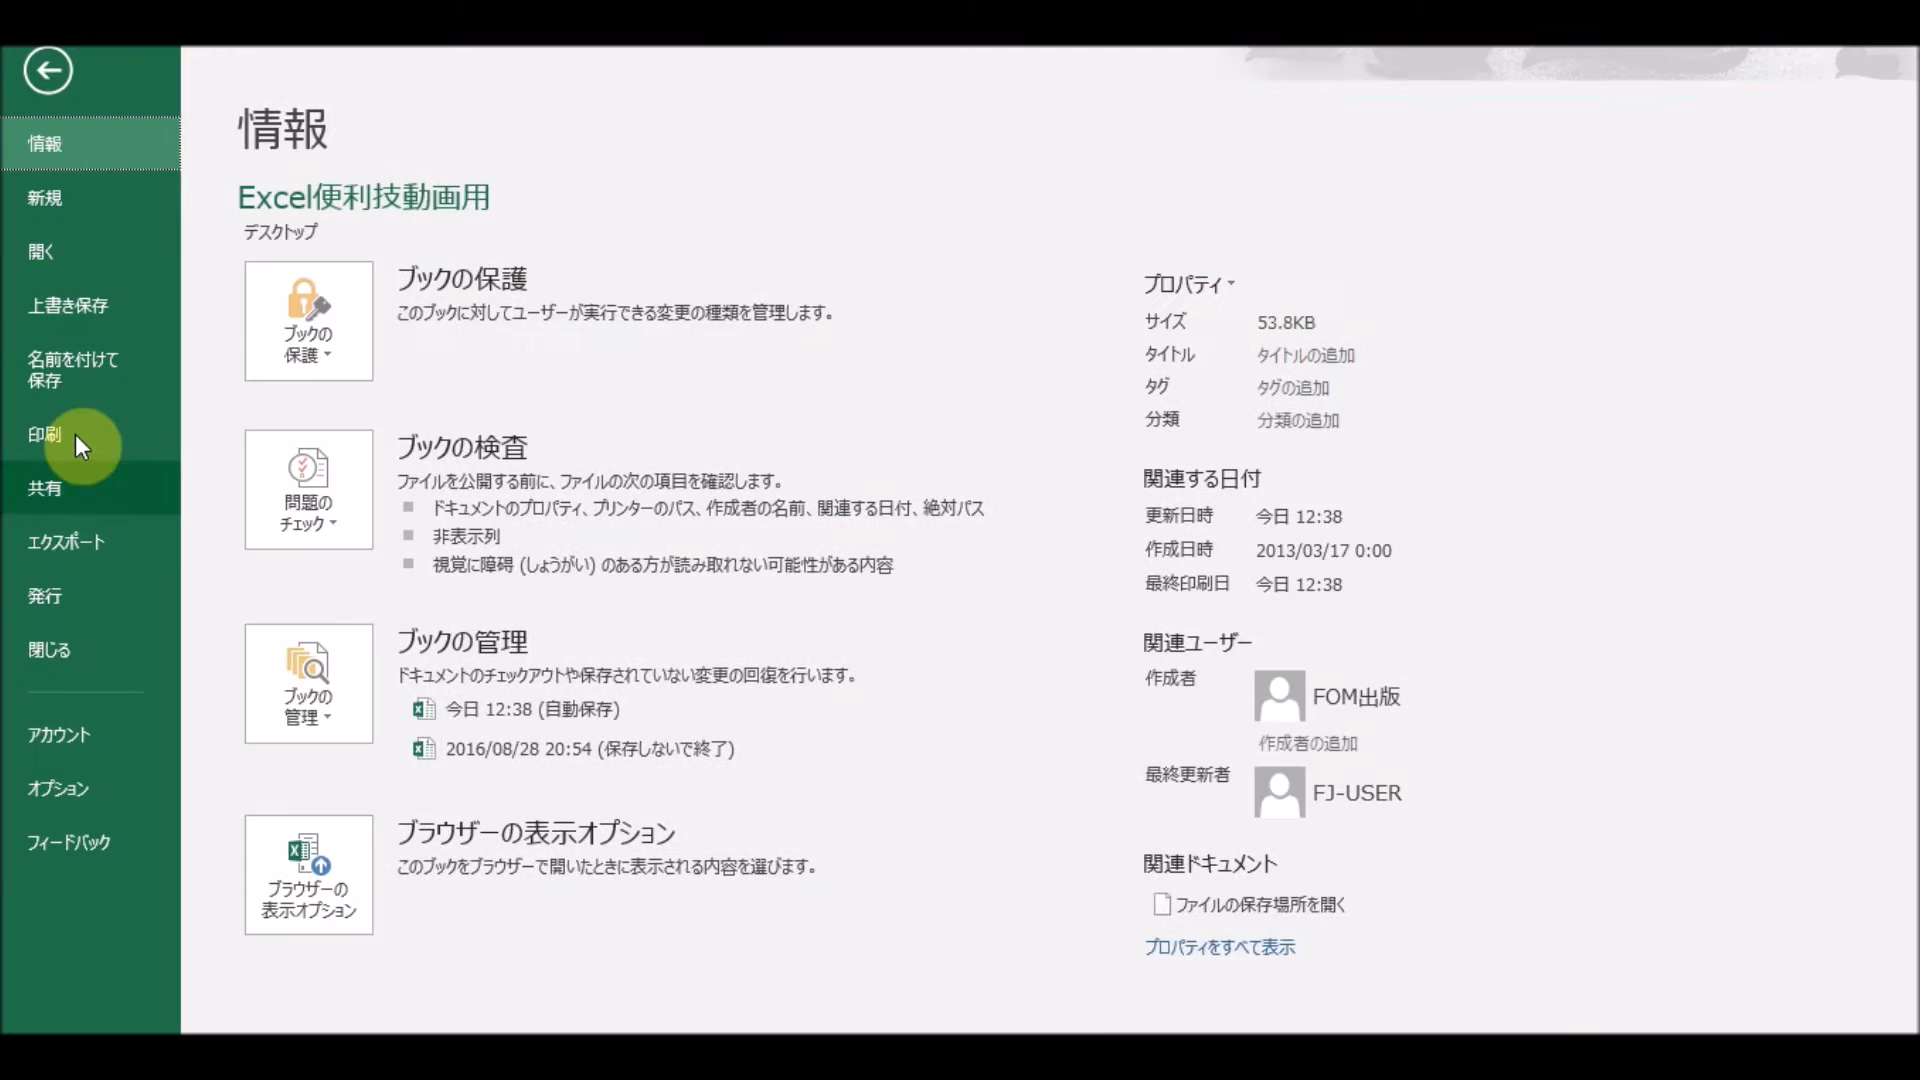 情報
新規
開く
上書き保存
名前を付けて
保存
印刷
共有
エクスポート
発行
閉じる
アカウント
オプション
フィードバック
情報
Excel便利技動画用
デスクトップ
ブックの
保護
ブックの保護
このブックに対してユーザーが実行できる変更の種類を管理します。
問題の
チェック
ブックの検査
ファイルを公開する前に、ファイルの次の項目を確認します。
ドキュメントのプロパティ、プリンターのパス、作成者の名前、関連する日付、絶対パス
非表示列
視覚に障碍 (しょうがい) のある方が読み取れない可能性がある内容
ブックの
管理
ブックの管理
ドキュメントのチェックアウトや保存されていない変更の回復を行います。
今日 12:38 (自動保存)
2016/08/28 20:54 (保存しないで終了)
ブラウザーの
表示オプション
ブラウザーの表示オプション
このブックをブラウザーで開いたときに表示される内容を選びます。
プロパティ
サイズ 53.8KB
タイトル タイトルの追加
タグ タグの追加
分類 分類の追加
関連する日付
更新日時 今日 12:38
作成日時 2013/03/17 0:00
最終印刷日 今日 12:38
関連ユーザー
作成者 FOM出版
作成者の追加
最終更新者 FJ-USER
関連ドキュメント
ファイルの保存場所を開く
プロパティをすべて表示